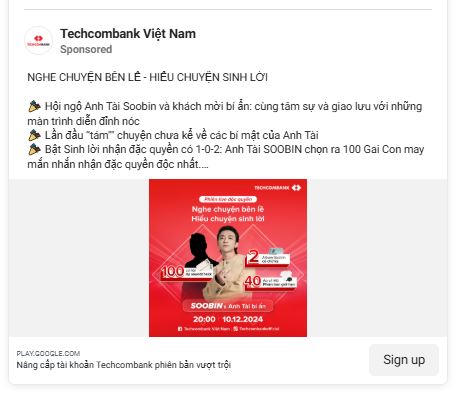 Techcombank Việt Nam
Sponsored
NGHE CHUYỆN BÊN LỀ - HIỂU CHUYỆN SINH LỜI
🎉 Hội ngộ Anh Tài Soobin và khách mời bí ẩn: cùng tâm sự và giao lưu với những
màn trình diễn đỉnh nóc
🎉 Lần đầu "tám"" chuyện chưa kể về các bí mật của Anh Tài
🎉 Bật Sinh lời nhận đặc quyền có 1-0-2: Anh Tài SOOBIN chọn ra 100 Gai Con may
mắn nhắn nhận đặc quyền độc nhất....
TECHCOMBANK
Phiên live độc quyền
Nghe chuyện bên lề
Hiểu chuyện sinh lời
100
2
Album Soobin
40
SOOBIN & Anh Tài bí ẩn
20:00 10.12.2024
Techcombank Việt Nam
PLAY.GOOGLE.COM
Nâng cấp tài khoản Techcombank phiên bản vượt trội
Sign up